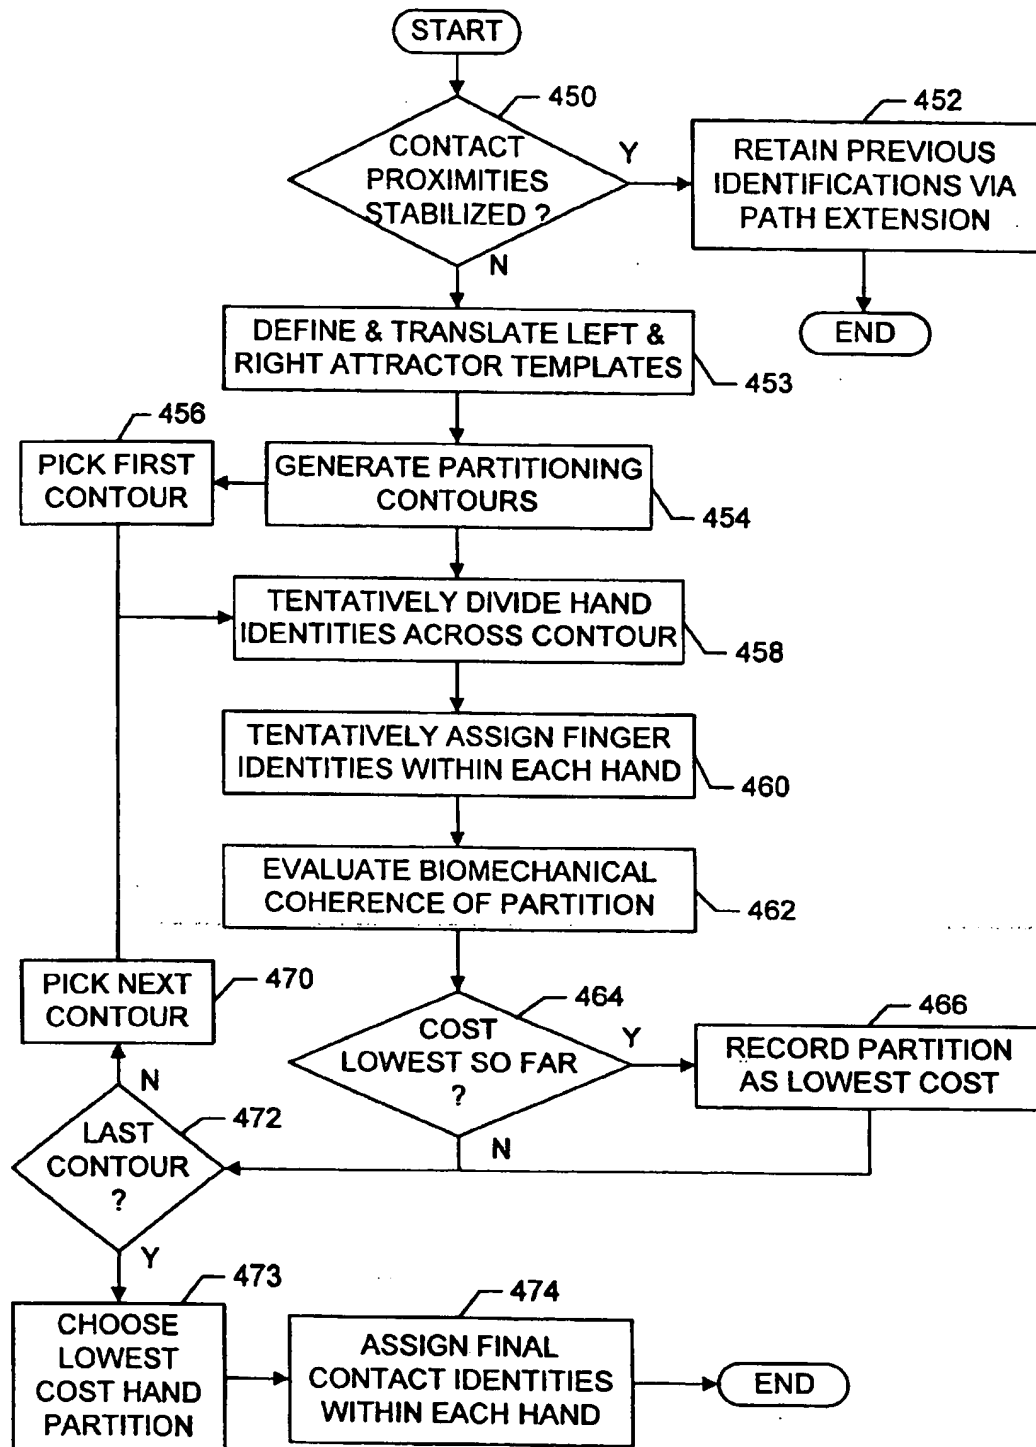 START
450
CONTACT
PROXIMITIES
STABILIZED ?
Y
N
452
RETAIN PREVIOUS
IDENTIFICATIONS VIA
PATH EXTENSION
END
DEFINE & TRANSLATE LEFT &
RIGHT ATTRACTOR TEMPLATES
453
456
PICK FIRST
CONTOUR
GENERATE PARTITIONING
CONTOURS
454
TENTATIVELY DIVIDE HAND
IDENTITIES ACROSS CONTOUR
458
TENTATIVELY ASSIGN FINGER
IDENTITIES WITHIN EACH HAND
460
EVALUATE BIOMECHANICAL
COHERENCE OF PARTITION
462
PICK NEXT
CONTOUR
470
464
COST
LOWEST SO FAR
?
Y
N
466
RECORD PARTITION
AS LOWEST COST
N
472
LAST
CONTOUR
?
Y
473
CHOOSE
LOWEST
COST HAND
PARTITION
474
ASSIGN FINAL
CONTACT IDENTITIES
WITHIN EACH HAND
END